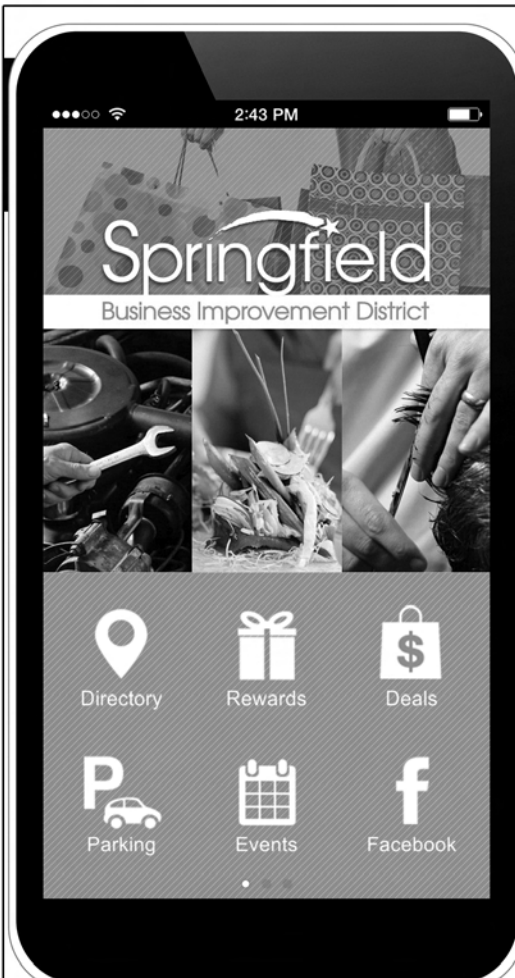 2:43 PM
Springfield
Business Improvement District
Directory
Rewards
Deals
$
P
Parking
Events
f
Facebook